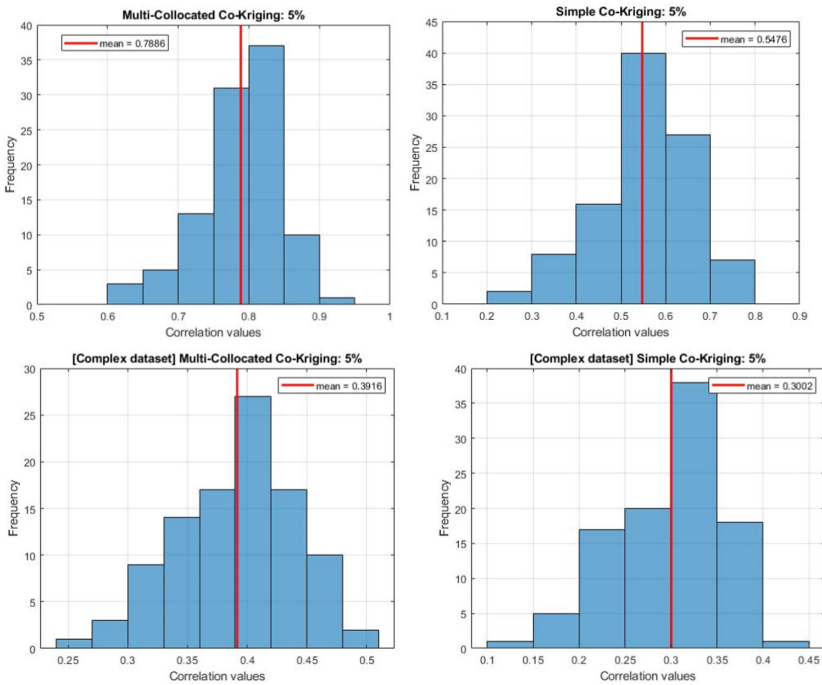 Multi-Collocated Co-Kriging: 5%
40
35
30
25
20
15
10
5
0
Frequency
mean = 0.7886
0.5 0.6 0.7 0.8 0.9 1
Correlation values
Simple Co-Kriging: 5%
45
40
35
30
25
20
15
10
5
0
Frequency
mean = 0.5476
0.1 0.2 0.3 0.4 0.5 0.6 0.7 0.8 0.9
Correlation values
[Complex dataset] Multi-Collocated Co-Kriging: 5%
30
25
20
15
10
5
0
Frequency
mean = 0.3916
0.25 0.3 0.35 0.4 0.45 0.5
Correlation values
[Complex dataset] Simple Co-Kriging: 5%
40
35
30
25
20
15
10
5
0
Frequency
mean = 0.3002
0.1 0.15 0.2 0.25 0.3 0.35 0.4 0.45
Correlation values